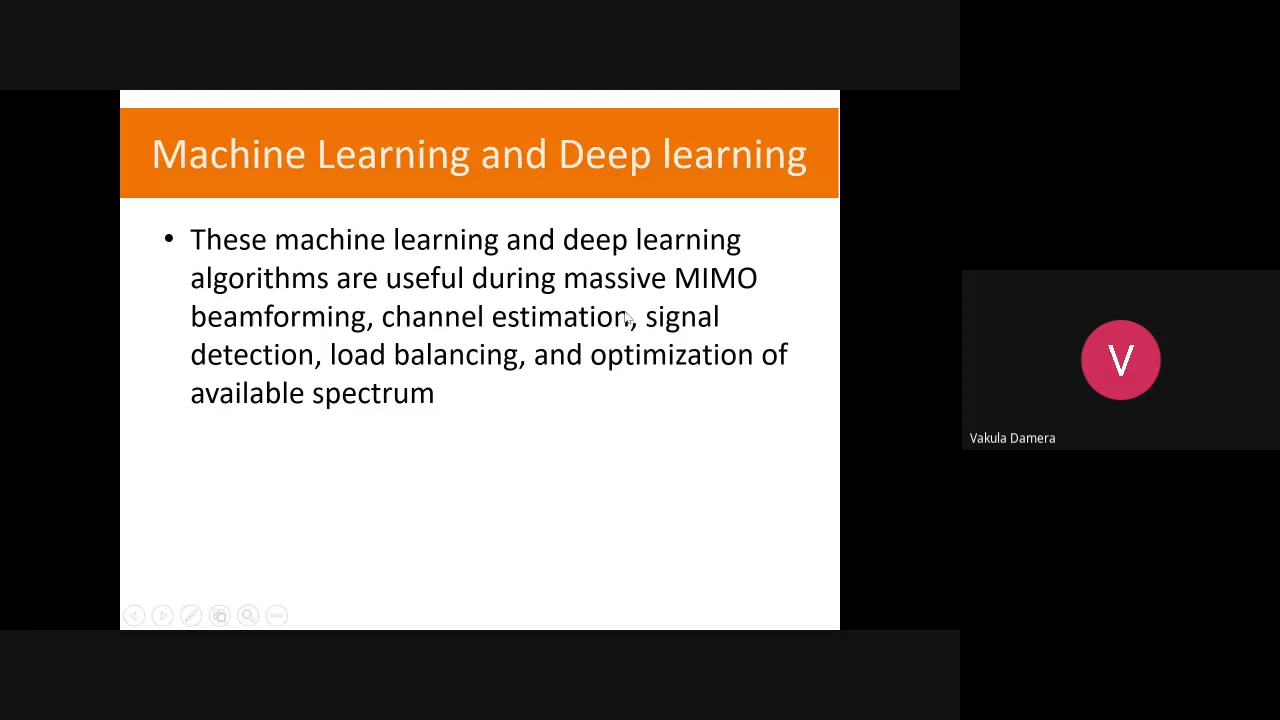 Machine Learning and Deep learning
• These machine learning and deep learning
algorithms are useful during massive MIMO
beamforming, channel estimation, signal
detection, load balancing, and optimization of
available spectrum
V
Vakula Damera